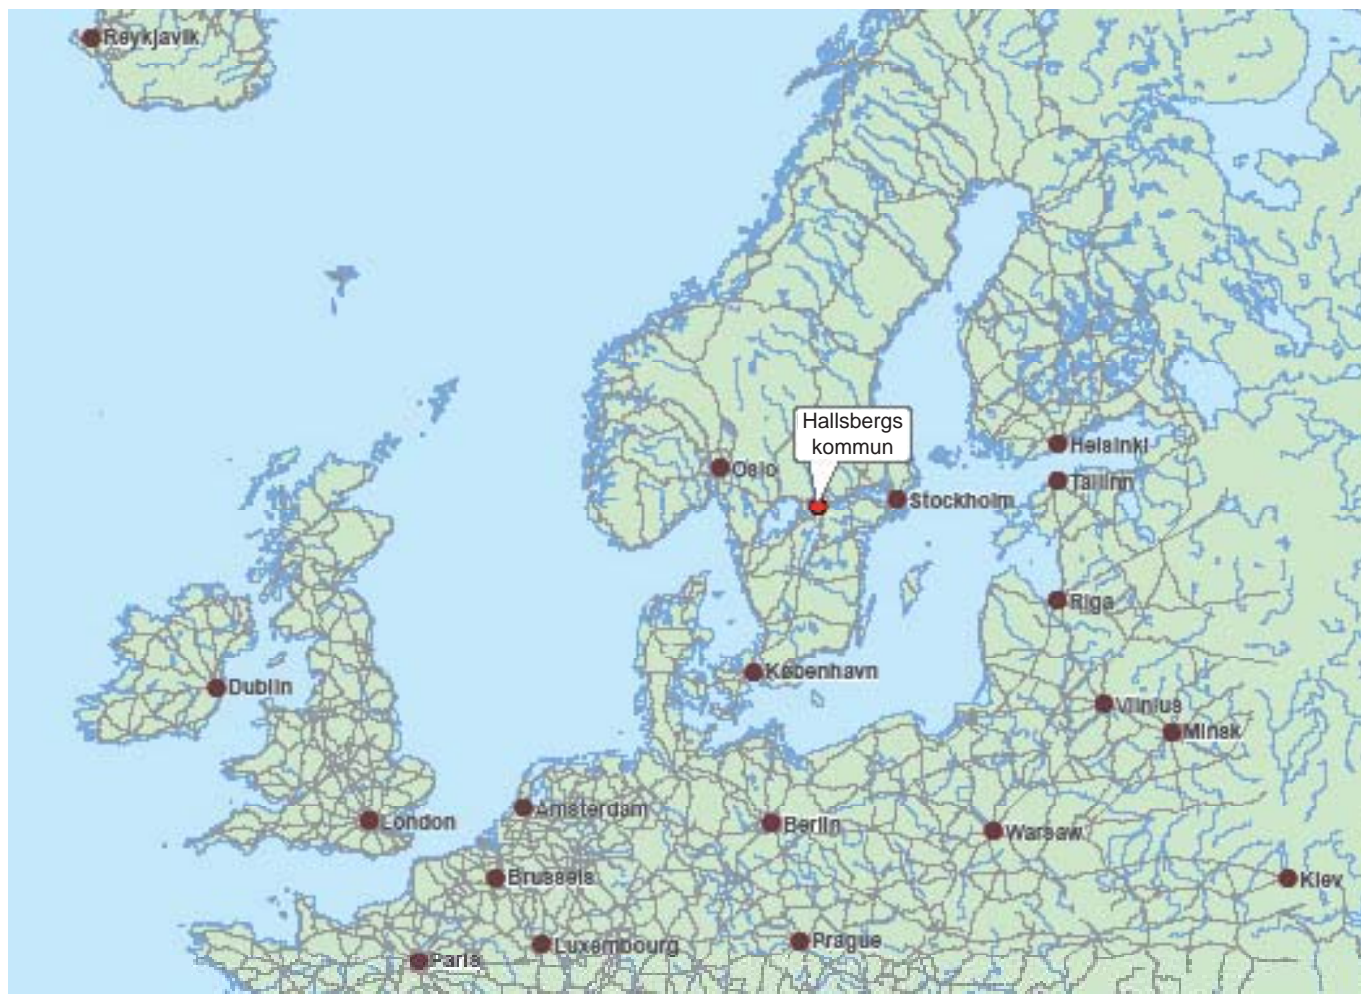 Reykjavik
Hallsbergs
kommun
Helsinki
Oslo
Tallinn
Stockholm
Riga
København
Dublin
Vilnius
Minsk
Amsterdam
London
Berlin
Warsaw
Brussels
Kiev
Luxembourg
Prague
Paris